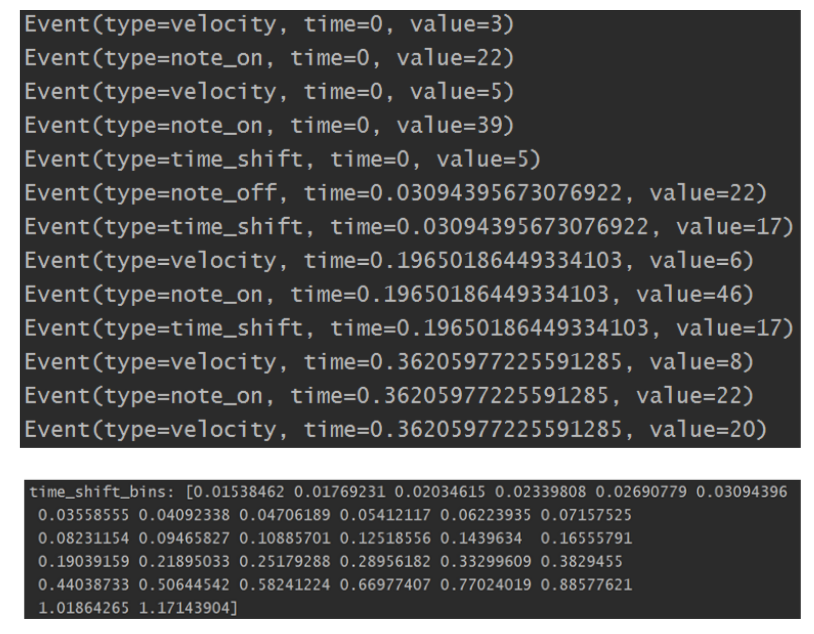 Event(type=velocity, time=0, value=3)
Event(type=note_on, time=0, value=22)
Event(type=velocity, time=0, value=5)
Event(type=note_on, time=0, value=39)
Event(type=time_shift, time=0, value=5)
Event(type=note_off, time=0.03094395673076922, value=22)
Event(type=time_shift, time=0.03094395673076922, value=17)
Event(type=velocity, time=0.19650186449334103, value=6)
Event(type=note_on, time=0.19650186449334103, value=46)
Event(type=time_shift, time=0.19650186449334103, value=17)
Event(type=velocity, time=0.36205977225591285, value=8)
Event(type=note_on, time=0.36205977225591285, value=22)
Event(type=velocity, time=0.36205977225591285, value=20)
time_shift_bins: [0.01538462 0.01769231 0.02034615 0.02339808 0.02690779 0.03094396
0.03558555 0.04092338 0.04706189 0.05412117 0.06223935 0.07157525
0.08231154 0.09465827 0.10885701 0.12518556 0.1439634 0.16555791
0.19039159 0.21895033 0.25179288 0.28956182 0.33299609 0.3829455
0.44038733 0.50644542 0.58241224 0.66977407 0.77024019 0.88577621
1.01864265 1.17143904]